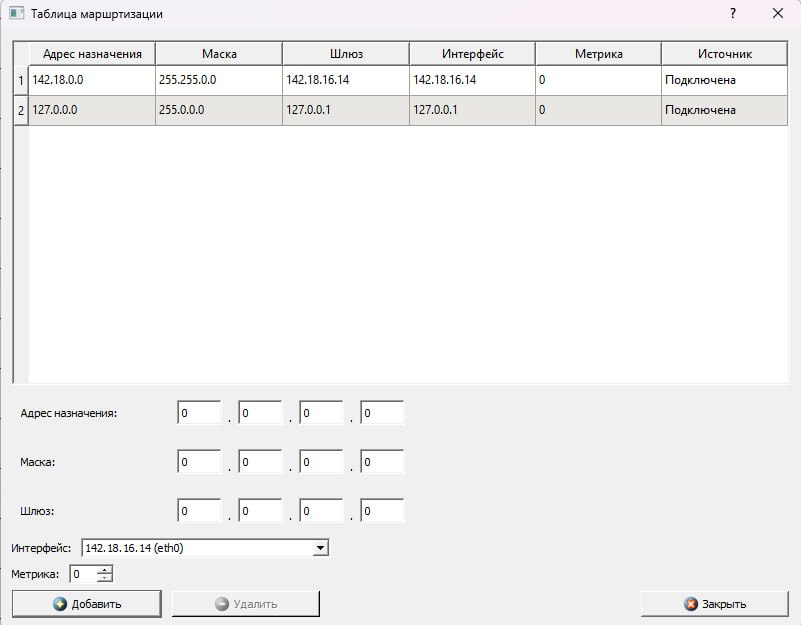 Таблица маршртизации ?
Адрес назначения Маска Шлюз Интерфейс Метрика Источник
1 142.18.0.0 255.255.0.0 142.18.16.14 142.18.16.14 0 Подключена
2 127.0.0.0 255.0.0.0 127.0.0.1 127.0.0.1 0 Подключена
Адрес назначения: 0 . 0 . 0 . 0
Маска: 0 . 0 . 0 . 0
Шлюз: 0 . 0 . 0 . 0
Интерфейс: 142.18.16.14 (eth0)
Метрика: 0
Добавить Удалить Закрыть